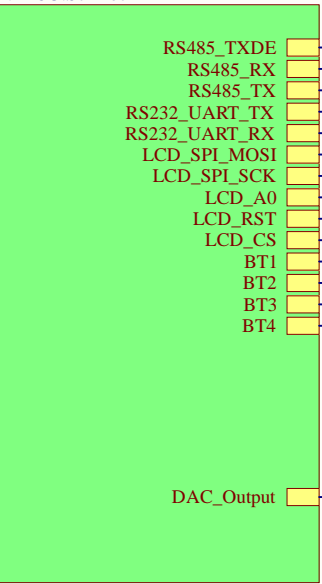 RS485_TXDE
RS485_RX
RS485_TX
RS232_UART_TX
RS232_UART_RX
LCD_SPI_MOSI
LCD_SPI_SCK
LCD_A0
LCD_RST
LCD_CS
BT1
BT2
BT3
BT4
DAC_Output